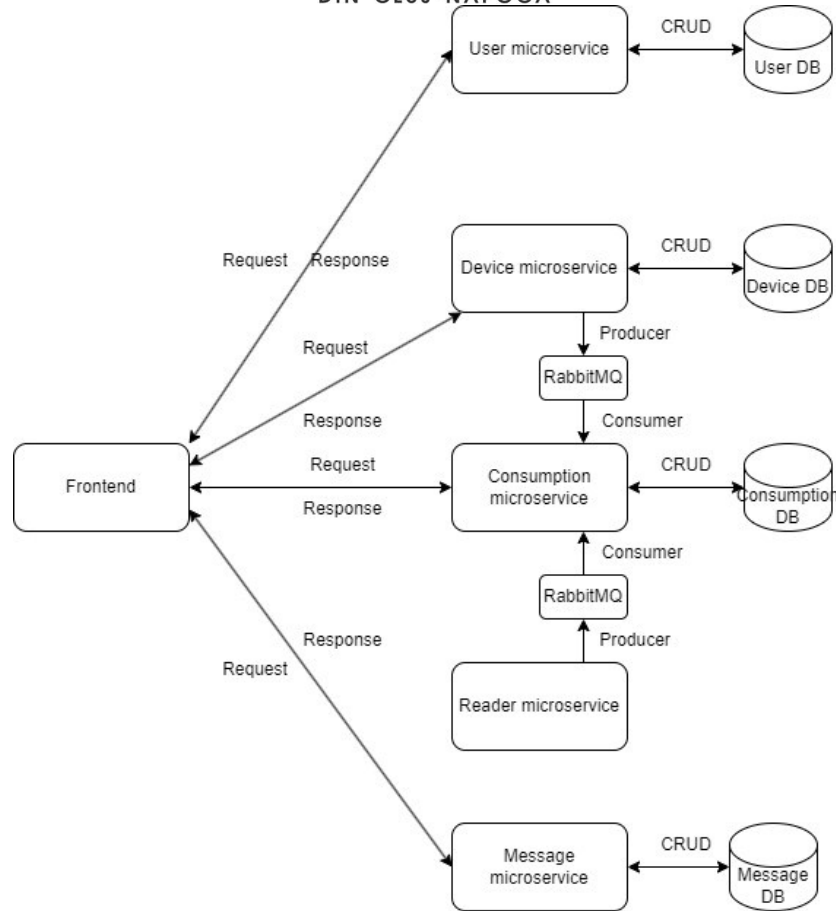 User microservice
CRUD
User DB
Request
Response
Device microservice
CRUD
Device DB
Request
Response
Producer
RabbitMQ
Consumer
Frontend
Request
Response
Consumption
microservice
CRUD
Consumption
DB
Consumer
RabbitMQ
Producer
Reader microservice
Response
Request
Message
microservice
CRUD
Message
DB